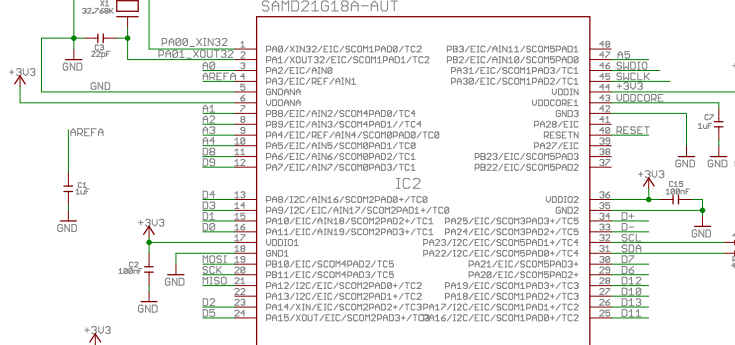 SAMD21G18A-AUT
X1
32.768K
C3
22pF
GND
+3V3
GND
AREFA
C1
1uF
GND
+3V3
C2
100nF
GND
GND
+3V3
IC2
PA00_XIN32 1 PA0/XIN32/EIC/SCOM1PAD0/TC2
PA01_XOUT32 2 PA1/XOUT32/EIC/SCOM1PAD1/TC2
A0 3 PA2/EIC/AIN0
AREFA 4 PA3/EIC/REF/AIN1
5 GNDANA
6 VDDANA
A1 7 PB8/EIC/AIN2/SCOM4PAD0/TC4
A2 8 PB9/EIC/AIN3/SCOM4PAD1//TC4
A3 9 PA4/EIC/REF/AIN4/SCOM0PAD0/TC0
A4 10 PA5/EIC/AIN5/SCOM0PAD1/TC0
D8 11 PA6/EIC/AIN6/SCOM0PAD2/TC1
D9 12 PA7/EIC/AIN7/SCOM0PAD3/TC1
D4 13 PA8/I2C/AIN16/SCOM2PAD0+/TC0
D3 14 PA9/I2C/EIC/AIN17/SCOM2PAD1+/TC0
D1 15 PA10/EIC/AIN18/SCOM2PAD2+/TC1
D0 16 PA11/EIC/AIN19/SCOM2PAD3+/TC1
17 VDDIO1
18 GND1
MOSI 19 PB10/EIC/SCOM4PAD2/TC5
SCK 20 PB11/EIC/SCOM4PAD3/TC5
MISO 21 PA12/I2C/EIC/SCOM2PAD0+/TC2
22 PA13/I2C/EIC/SCOM2PAD1+/TC2
D2 23 PA14/XIN/EIC/SCOM2PAD2+/TC3
D5 24 PA15/XOUT/EIC/SCOM2PAD3+/TC3
PB3/EIC/AIN11/SCOM5PAD1 48
PB2/EIC/AIN10/SCOM5PAD0 47 A5
PA31/EIC/SCOM1PAD3/TC1 46 SWDIO
PA30/EIC/SCOM1PAD2/TC1 45 SWCLK
VDDIN 44 +3V3
VDDCORE1 43 VDDCORE
GND3 42
PA28/EIC 41
RESETN 40 RESET
PA27/EIC 39
PB23/EIC/SCOM5PAD3 38
PB22/EIC/SCOM5PAD2 37
VDDIO2 36
GND2 35
PA25/EIC/SCOM3PAD3+/TC5 34 D+
PA24/EIC/SCOM3PAD2+/TC5 33 D-
PA23/I2C/EIC/SCOM5PAD1+/TC4 32 SCL
PA22/I2C/EIC/SCOM5PAD0+/TC4 31 SDA
PA21/EIC/SCOM5PAD3+ 30 D7
PA20/EIC/SCOM5PAD2+ 29 D6
PA19/EIC/SCOM1PAD3+/TC3 28 D12
PA18/EIC/SCOM1PAD2+/TC3 27 D10
PA17/I2C/EIC/SCOM1PAD1+/TC2 26 D13
PA16/I2C/EIC/SCOM1PAD0+/TC2 25 D11
C7
1uF
GND
GND
+3V3
C15
100nF
GND